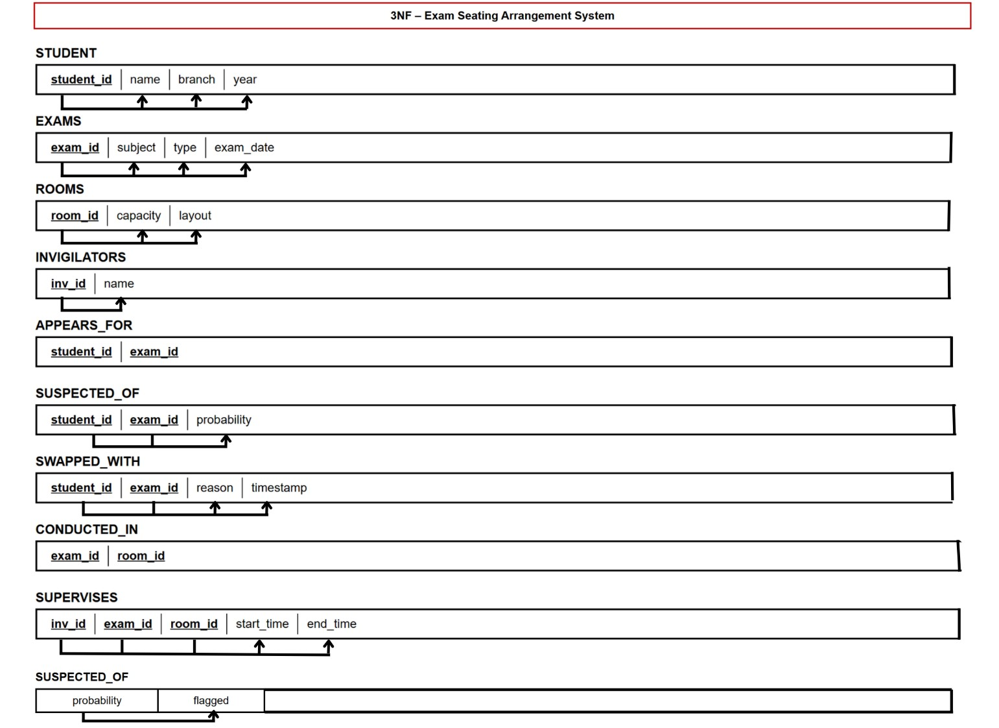 3NF – Exam Seating Arrangement System
STUDENT
student_id name branch year
EXAMS
exam_id subject type exam_date
ROOMS
room_id capacity layout
INVIGILATORS
inv_id name
APPEARS_FOR
student_id exam_id
SUSPECTED_OF
student_id exam_id probability
SWAPPED_WITH
student_id exam_id reason timestamp
CONDUCTED_IN
exam_id room_id
SUPERVISES
inv_id exam_id room_id start_time end_time
SUSPECTED_OF
probability flagged